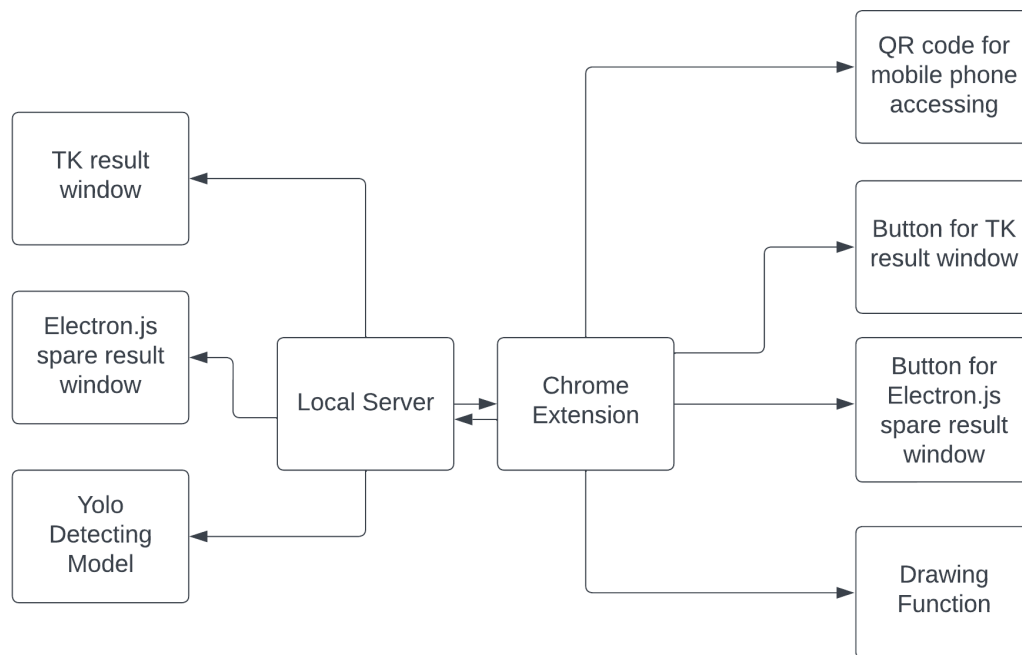 QR code for
mobile phone
accessing
TK result
window
Button for TK
result window
Electron.js
spare result
window
Local Server
Chrome
Extension
Button for
Electron.js
spare result
window
Yolo
Detecting
Model
Drawing
Function